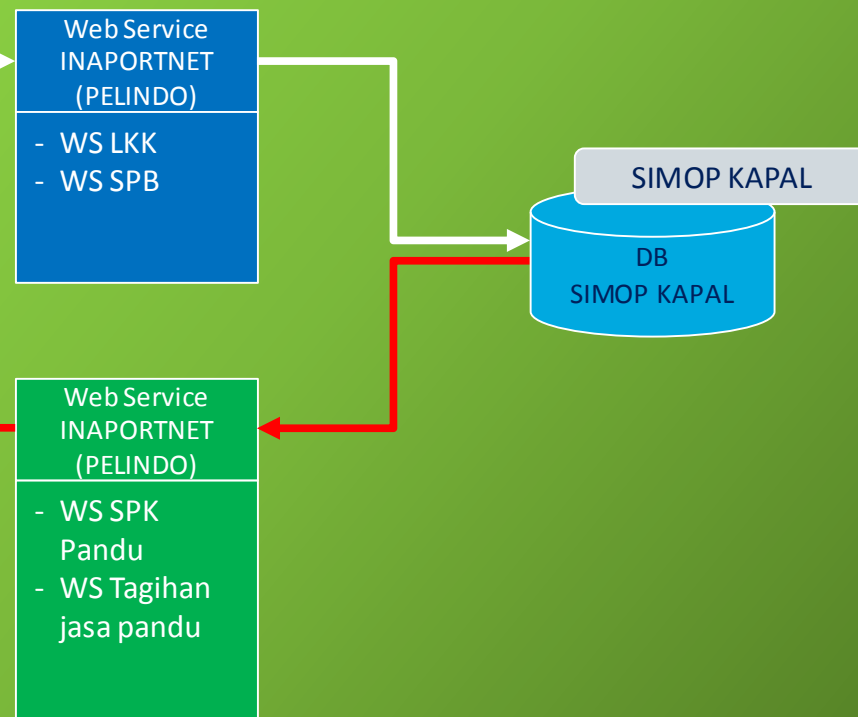 Web Service
INAPORTNET
(PELINDO)
- WS LKK
- WS SPB
SIMOP KAPAL
DB
SIMOP KAPAL
Web Service
INAPORTNET
(PELINDO)
- WS SPK
Pandu
- WS Tagihan
jasa pandu